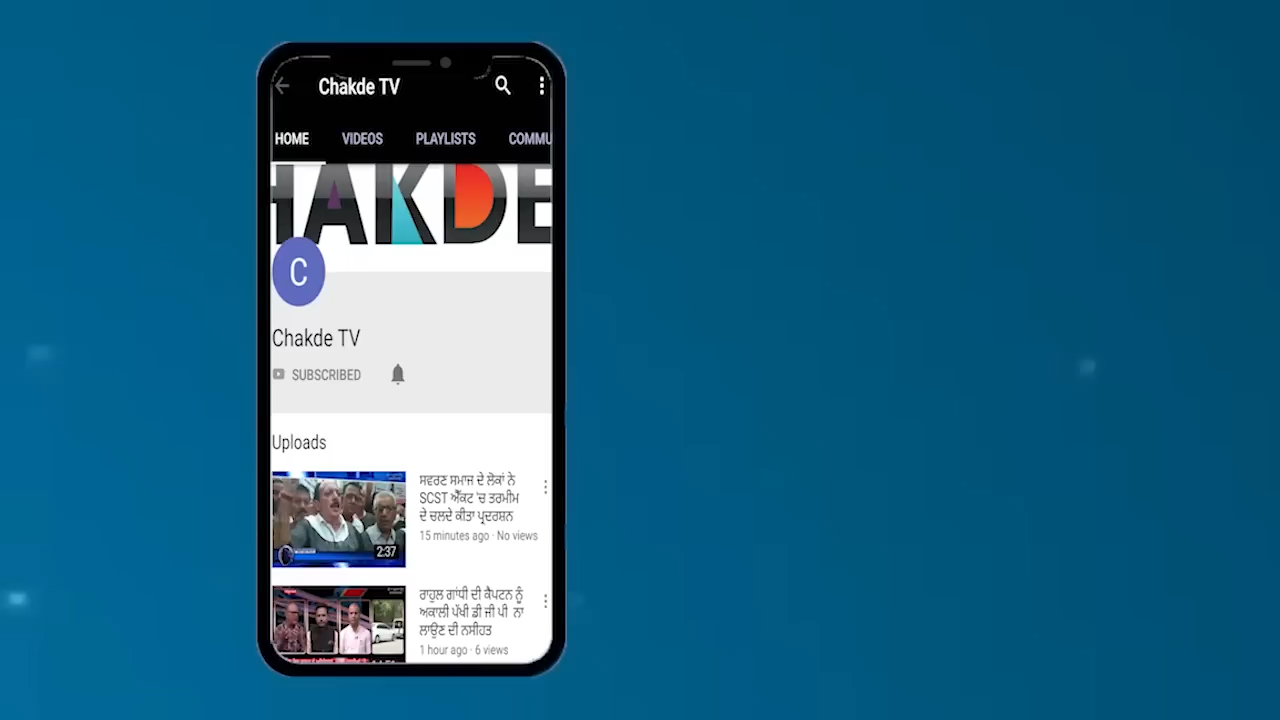 Chakde TV
HOME VIDEOS PLAYLISTS COMMU
HAKDE
C
Chakde TV
SUBSCRIBED
Uploads
ਸਵਰਣ ਸਮਾਜ ਦੇ ਲੋਕਾਂ ਨੇ
SCST ਐਕਟ 'ਚ ਤਰਮੀਮ
ਦੇ ਚਲਦੇ ਕੀਤਾ ਪ੍ਰਦਰਸ਼ਨ
15 minutes ago · No views
2:37
ਰਾਹੁਲ ਗਾਂਧੀ ਦੀ ਕੈਪਟਨ ਨੂੰ
ਅਕਾਲੀ ਪੱਖੀ ਡੀ ਜੀ ਪੀ ਨਾ
ਲਾਉਣ ਦੀ ਨਸੀਹਤ
1 hour ago · 6 views